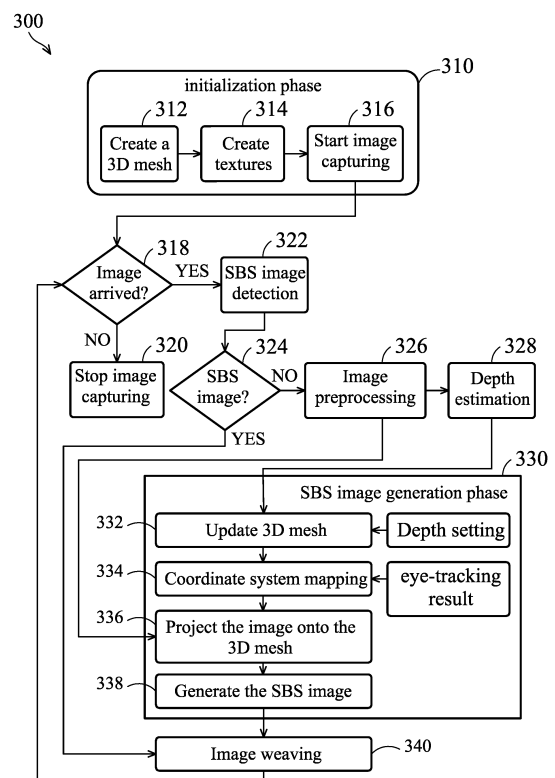 300
310
initialization phase
312
314
316
Create a
3D mesh
Create
textures
Start image
capturing
318
322
Image
arrived?
YES
SBS image
detection
NO
320
324
326
328
Stop image
capturing
SBS
image?
NO
Image
preprocessing
Depth
estimation
YES
330
SBS image generation phase
332
Update 3D mesh
Depth setting
334
Coordinate system mapping
eye-tracking
result
336
Project the image onto the
3D mesh
338
Generate the SBS image
Image weaving
340